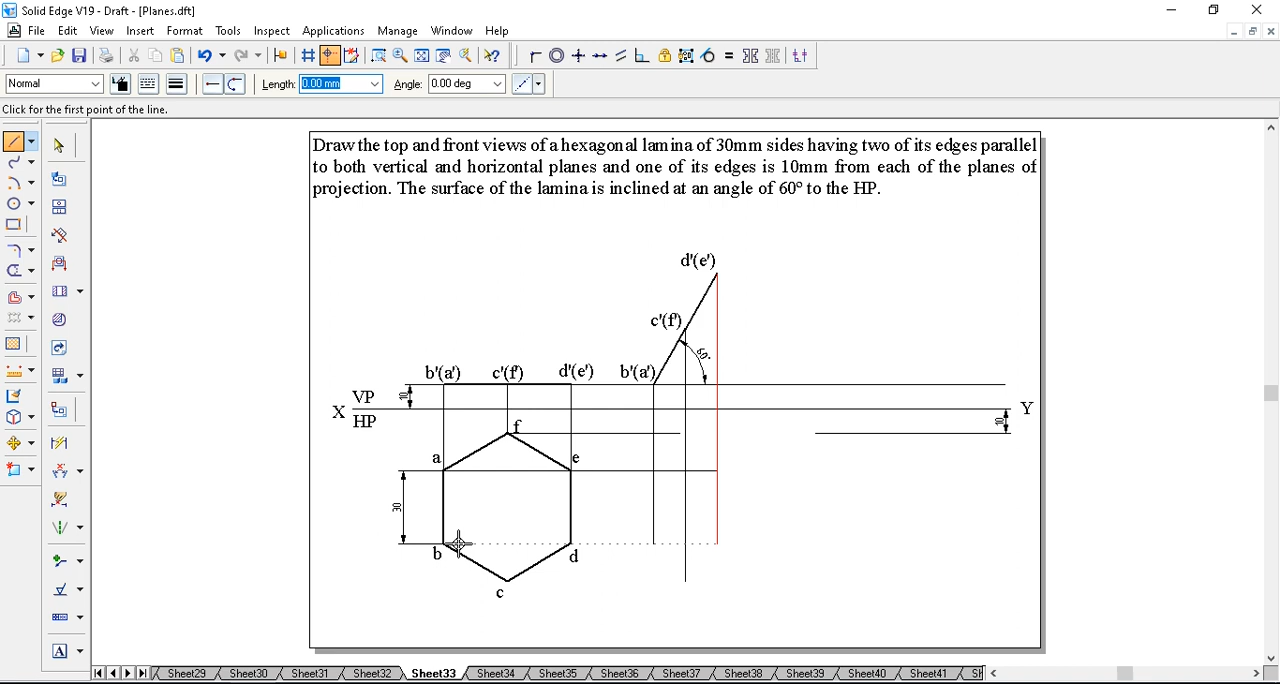 Solid Edge V19 - Draft - [Planes.dft]
File Edit View Insert Format Tools Inspect Applications Manage Window Help
Normal Length: 0.00 mm Angle: 0.00 deg
Click for the first point of the line.
Draw the top and front views of a hexagonal lamina of 30mm sides having two of its edges parallel
to both vertical and horizontal planes and one of its edges is 10mm from each of the planes of
projection. The surface of the lamina is inclined at an angle of 60° to the HP.
d'(e')
c'(f')
60°
b'(a') c'(f') d'(e') b'(a')
10
VP
X Y
HP
10
f
a e
30
b d
c
A
Sheet29 Sheet30 Sheet31 Sheet32 Sheet33 Sheet34 Sheet35 Sheet36 Sheet37 Sheet38 Sheet39 Sheet40 Sheet41 Sh